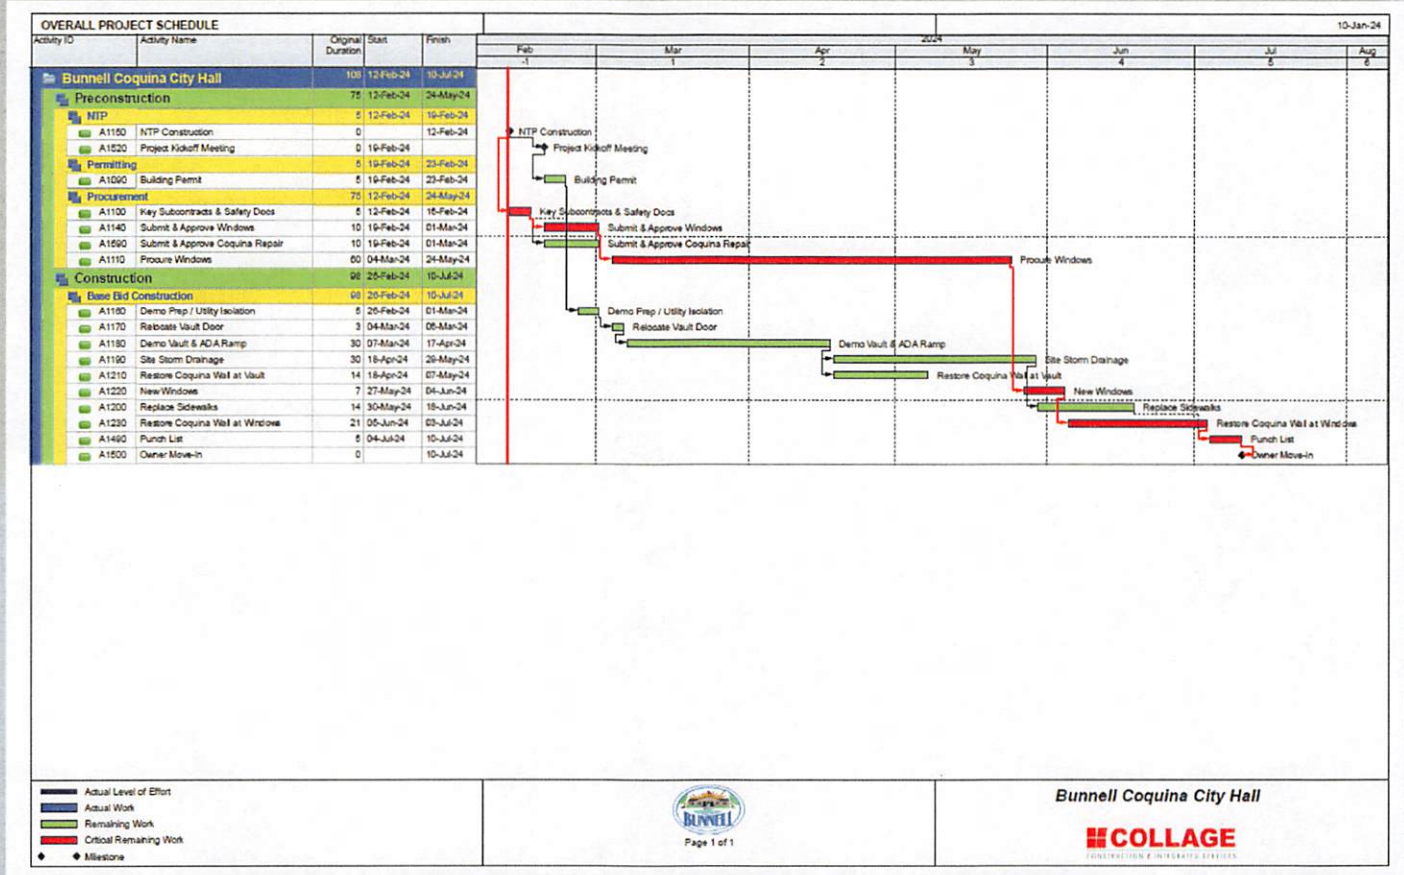 OVERALL PROJECT SCHEDULE 10-Jan-24
Activity ID Activity Name Original Duration Start Finish 2024
Feb Mar Apr May Jun Jul Aug
-1 1 2 3 4 5 6
Bunnell Coquina City Hall 108 12-Feb-24 10-Jul-24
Preconstruction 75 12-Feb-24 24-May-24
NTP 5 12-Feb-24 19-Feb-24
A1150 NTP Construction 0 12-Feb-24 NTP Construction
A1520 Project Kickoff Meeting 0 19-Feb-24 Project Kickoff Meeting
Permitting 5 19-Feb-24 23-Feb-24
A1090 Building Permit 5 19-Feb-24 23-Feb-24 Building Permit
Procurement 75 12-Feb-24 24-May-24
A1100 Key Subcontracts & Safety Docs 5 12-Feb-24 16-Feb-24 Key Subcontracts & Safety Docs
A1140 Submit & Approve Windows 10 19-Feb-24 01-Mar-24 Submit & Approve Windows
A1590 Submit & Approve Coquina Repair 10 19-Feb-24 01-Mar-24 Submit & Approve Coquina Repair
A1110 Procure Windows 60 04-Mar-24 24-May-24 Procure Windows
Construction 98 26-Feb-24 10-Jul-24
Base Bid Construction 98 26-Feb-24 10-Jul-24
A1160 Demo Prep / Utility Isolation 5 26-Feb-24 01-Mar-24 Demo Prep / Utility Isolation
A1170 Relocate Vault Door 3 04-Mar-24 06-Mar-24 Relocate Vault Door
A1180 Demo Vault & ADA Ramp 30 07-Mar-24 17-Apr-24 Demo Vault & ADA Ramp
A1190 Site Storm Drainage 30 18-Apr-24 29-May-24 Site Storm Drainage
A1210 Restore Coquina Wall at Vault 14 18-Apr-24 07-May-24 Restore Coquina Wall at Vault
A1220 New Windows 7 27-May-24 04-Jun-24 New Windows
A1200 Replace Sidewalks 14 30-May-24 18-Jun-24 Replace Sidewalks
A1230 Restore Coquina Wall at Windows 21 05-Jun-24 03-Jul-24 Restore Coquina Wall at Windows
A1490 Punch List 5 04-Jul-24 10-Jul-24 Punch List
A1500 Owner Move-In 0 10-Jul-24 Owner Move-In
Actual Level of Effort
Actual Work
Remaining Work
Critical Remaining Work
Milestone
BUNNELL
Page 1 of 1
Bunnell Coquina City Hall
COLLAGE
CONSTRUCTION & INTEGRATED SERVICES